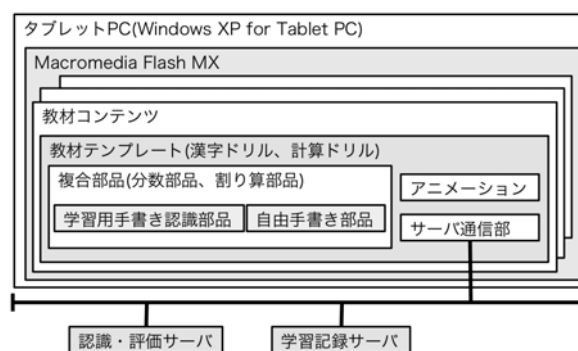 タブレットPC(Windows XP for Tablet PC)
Macromedia Flash MX
教材コンテンツ
教材テンプレート(漢字ドリル、計算ドリル)
複合部品(分数部品、割り算部品)
アニメーション
学習用手書き認識部品
自由手書き部品
サーバ通信部
認識・評価サーバ
学習記録サーバ